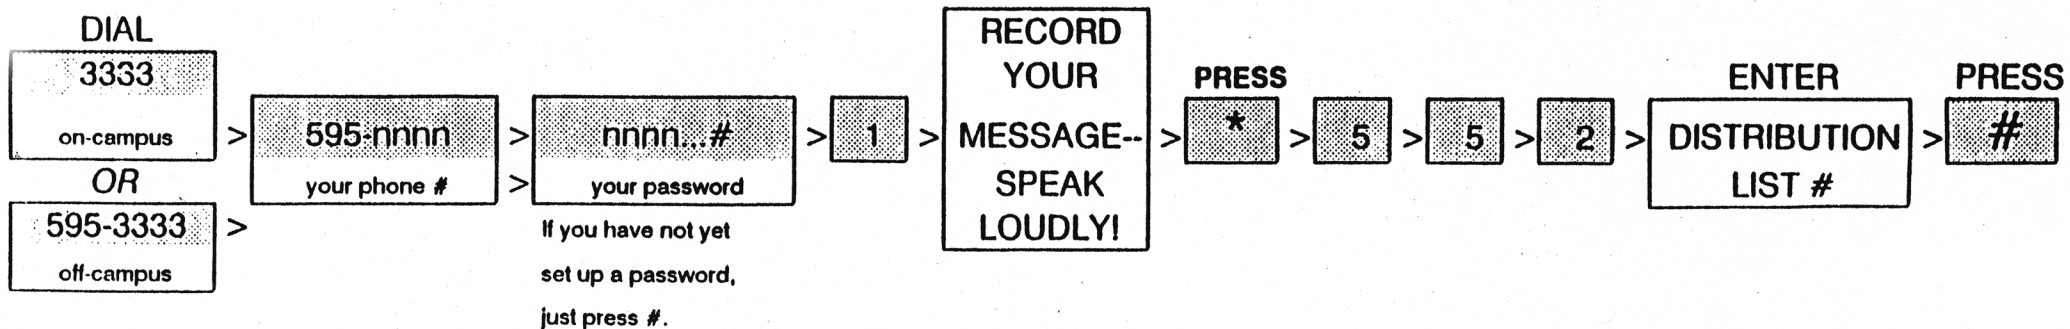 DIAL
3333
on-campus
OR
595-3333
off-campus
>
>
595-nnnn
your phone #
>
>
nnnn...#
your password
If you have not yet
set up a password,
just press #.
>
1
>
RECORD
YOUR
MESSAGE--
SPEAK
LOUDLY!
>
PRESS
*
>
5
>
5
>
2
>
ENTER
DISTRIBUTION
LIST #
>
PRESS
#